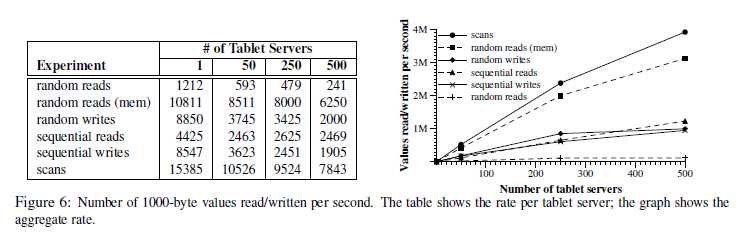 # of Tablet Servers
Experiment 1 50 250 500
random reads 1212 593 479 241
random reads (mem) 10811 8511 8000 6250
random writes 8850 3745 3425 2000
sequential reads 4425 2463 2625 2469
sequential writes 8547 3623 2451 1905
scans 15385 10526 9524 7843
Values read/written per second
4M
3M
2M
1M
scans
random reads (mem)
random writes
sequential reads
sequential writes
random reads
100 200 300 400 500
Number of tablet servers
Figure 6: Number of 1000-byte values read/written per second. The table shows the rate per tablet server; the graph shows the
aggregate rate.